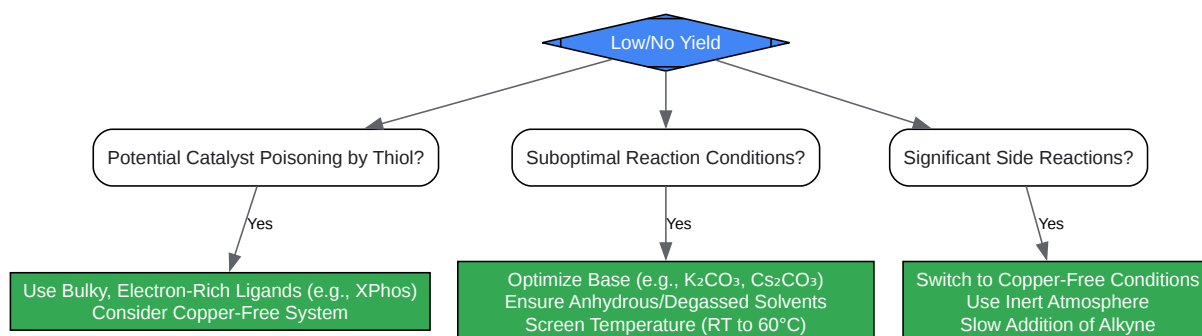 Low/No Yield
Potential Catalyst Poisoning by Thiol?
Suboptimal Reaction Conditions?
Significant Side Reactions?
Yes
Yes
Yes
Use Bulky, Electron-Rich Ligands (e.g., XPhos)
Consider Copper-Free System
Optimize Base (e.g., K₂CO₃, Cs₂CO₃)
Ensure Anhydrous/Degassed Solvents
Screen Temperature (RT to 60°C)
Switch to Copper-Free Conditions
Use Inert Atmosphere
Slow Addition of Alkyne